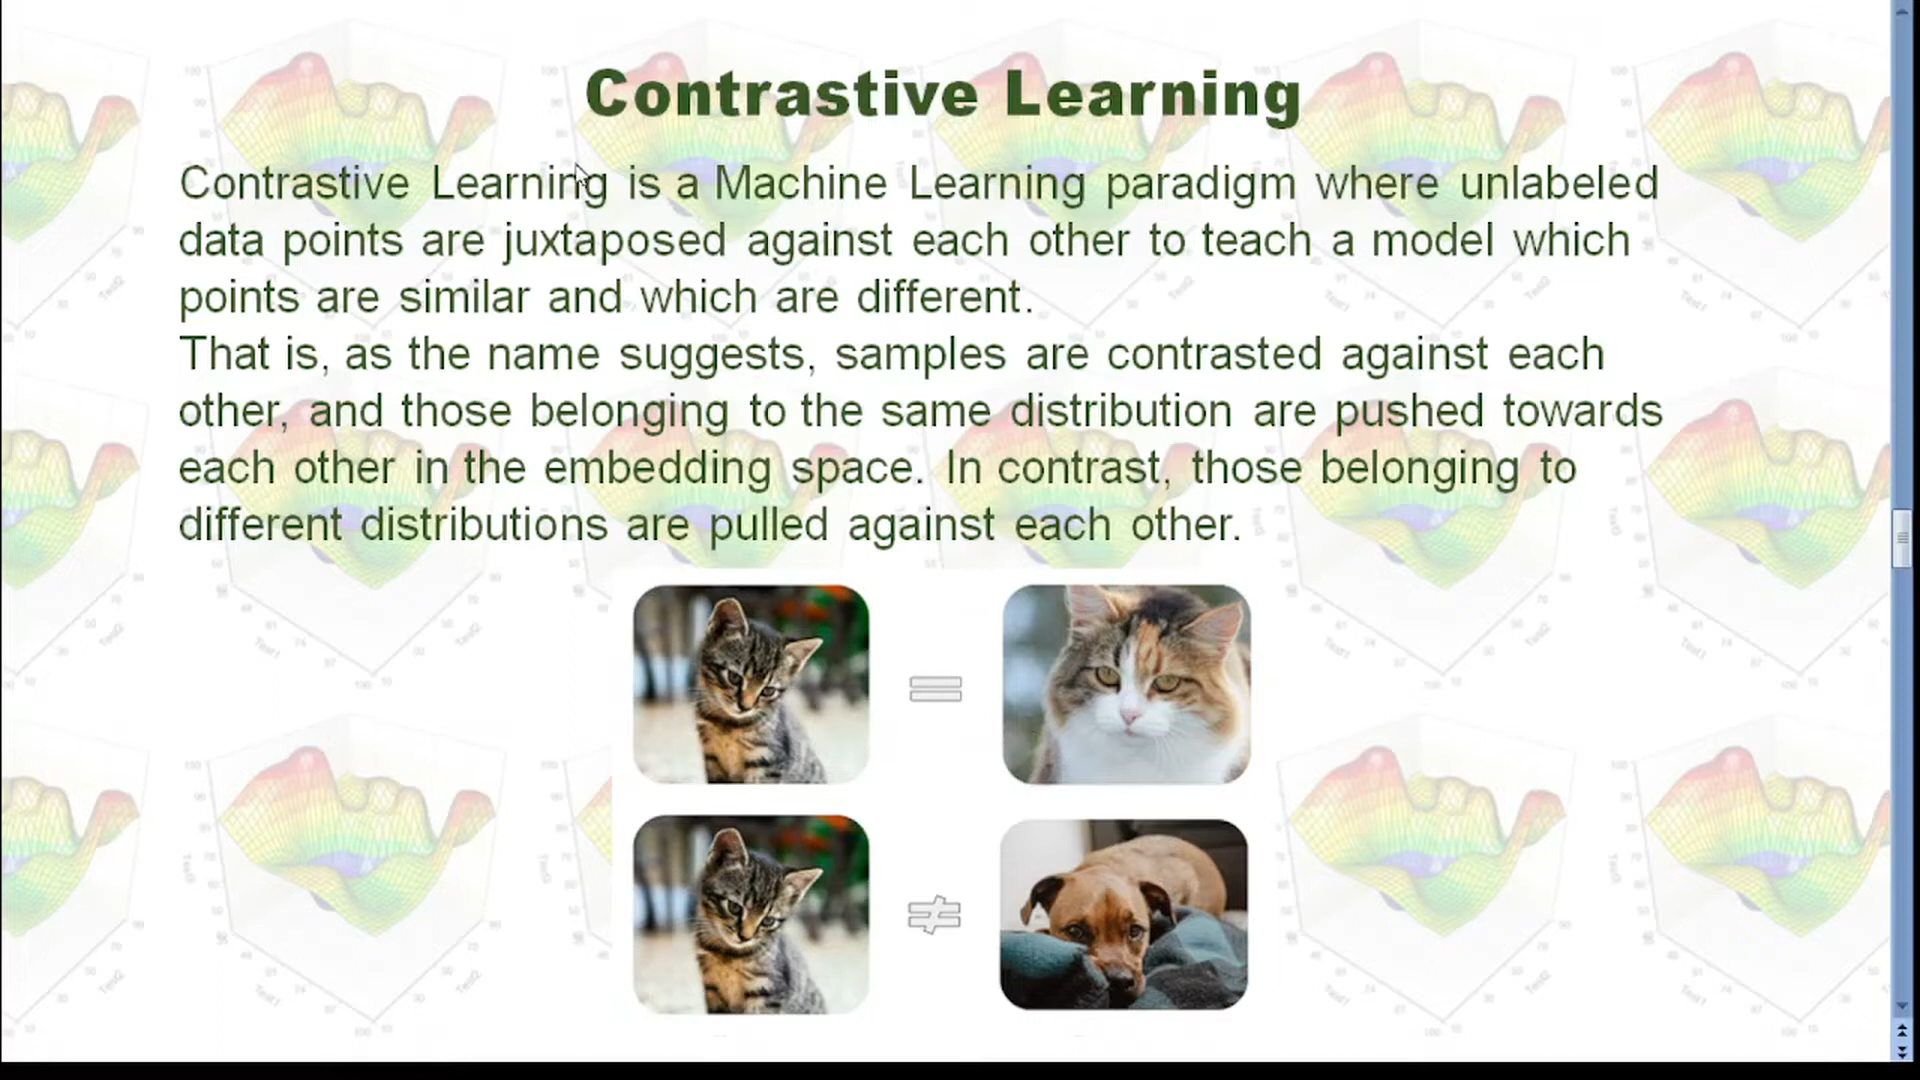 Contrastive Learning
Contrastive Learning is a Machine Learning paradigm where unlabeled
data points are juxtaposed against each other to teach a model which
points are similar and which are different.
That is, as the name suggests, samples are contrasted against each
other, and those belonging to the same distribution are pushed towards
each other in the embedding space. In contrast, those belonging to
different distributions are pulled against each other.
=
≠